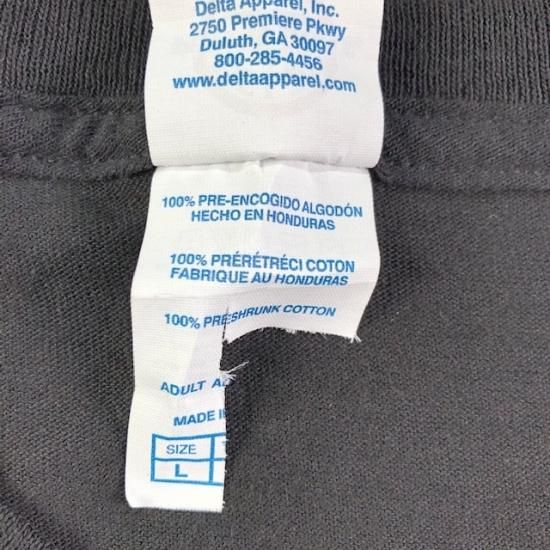 Delta Apparel, Inc.
2750 Premiere Pkwy
Duluth, GA 30097
800-285-4456
www.deltaapparel.com
100% PRE-ENCOGIDO ALGODÓN
HECHO EN HONDURAS
100% PRÉRÉTRÉCI COTON
FABRIQUE AU HONDURAS
100% PRESHRUNK COTTON
ADULT
MADE
SIZE
L